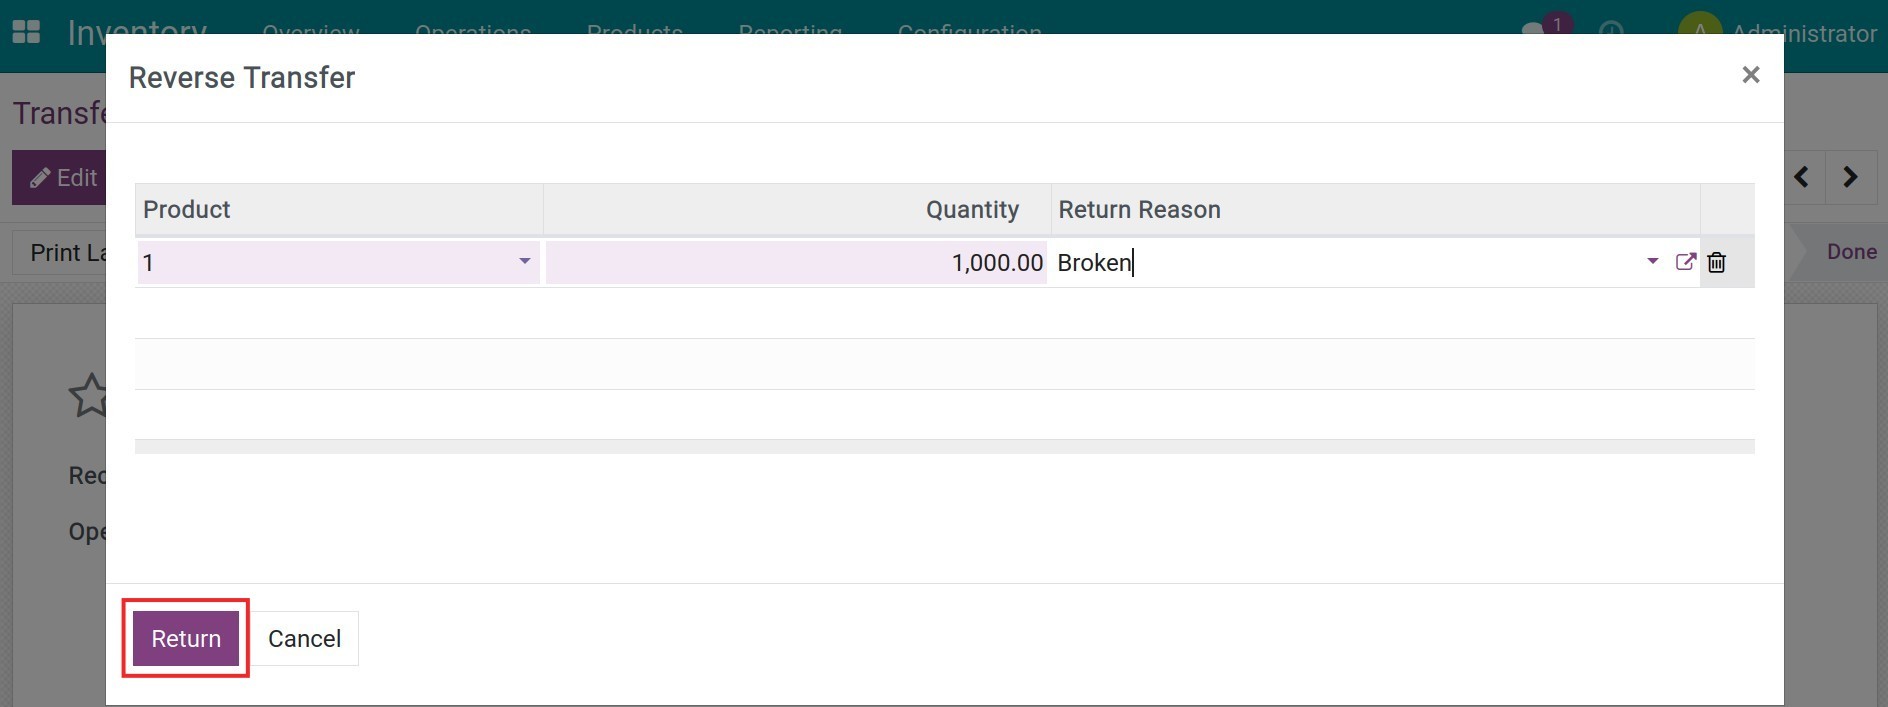 Inventory Overview Operations Products Reporting Configuration 1 A Administrator
Reverse Transfer ×
Transfe
Edit
Product Quantity Return Reason
Print La
1 1,000.00 Broken
Done
Rec
Ope
Return Cancel